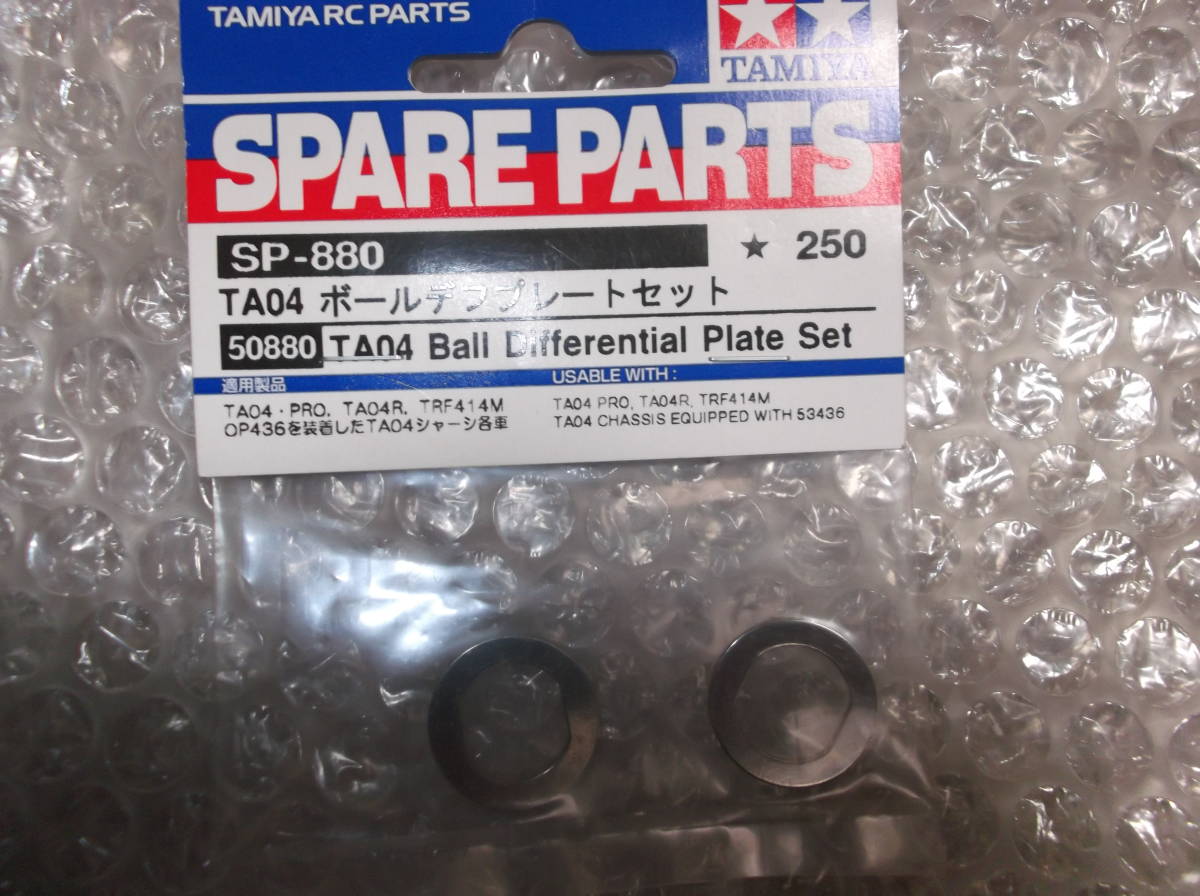 TAMIYA RC PARTS
TAMIYA
SPARE PARTS
SP-880 ★ 250
TA04 ボールデフプレートセット
50880 TA04 Ball Differential Plate Set
適用製品
TA04・PRO, TA04R, TRF414M
OP436を装着したTA04シャーシ各車
USABLE WITH :
TA04 PRO, TA04R, TRF414M
TA04 CHASSIS EQUIPPED WITH 53436